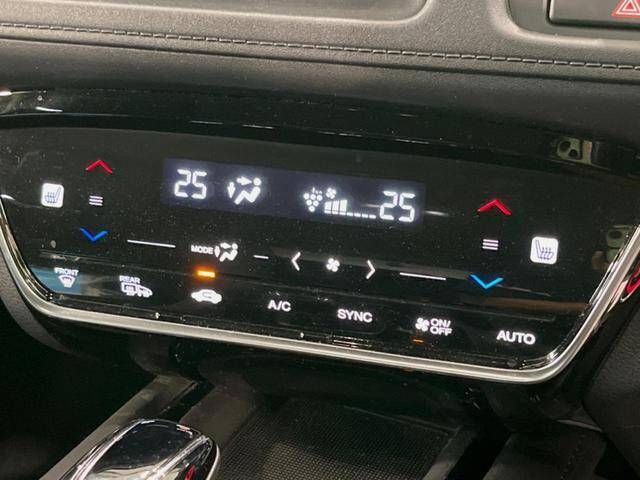 25 25
MODE
FRONT
REAR
A/C
SYNC
ON/
OFF
AUTO